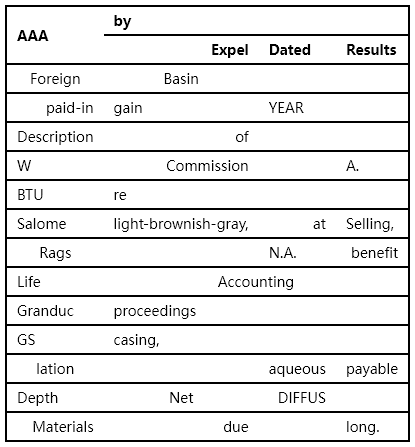 AAA by
Expel Dated Results
Foreign Basin
paid-in gain YEAR
Description of
W Commission A.
BTU re
Salome light-brownish-gray, at Selling,
Rags N.A. benefit
Life Accounting
Granduc proceedings
GS casing,
lation aqueous payable
Depth Net DIFFUS
Materials due long.